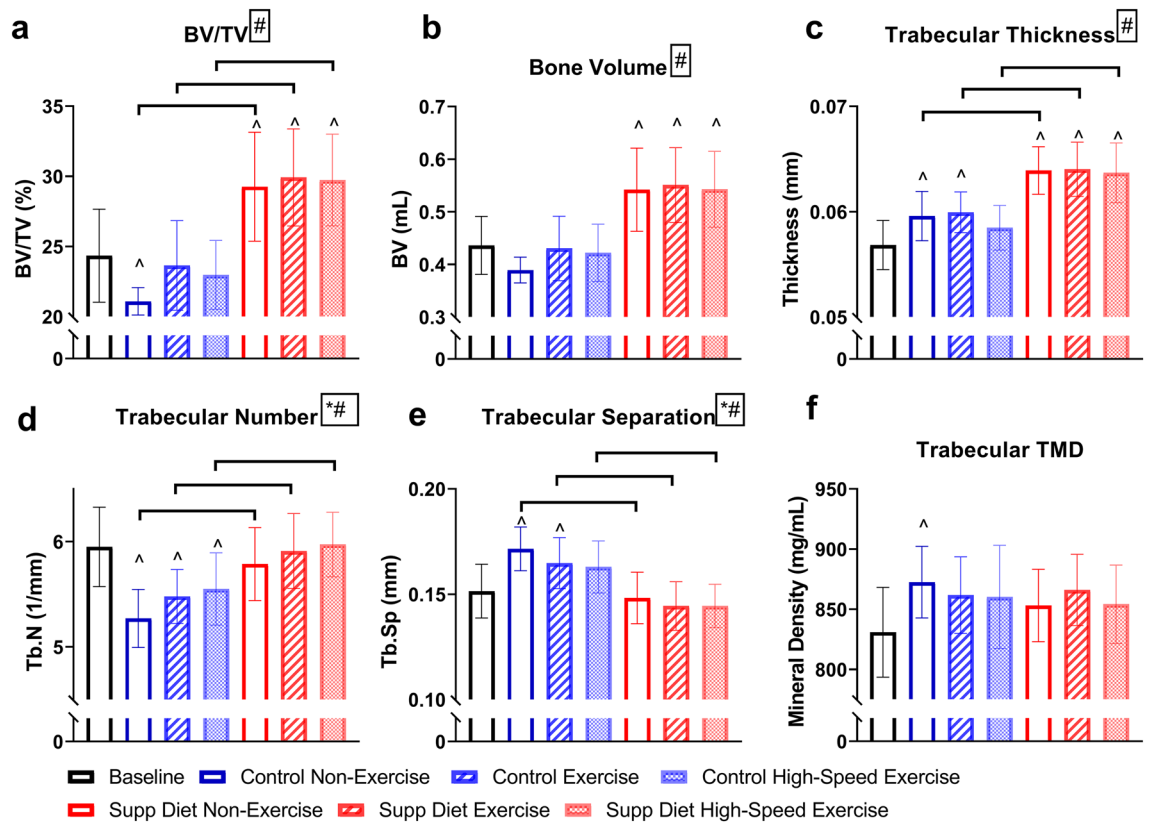 a
BV/TV #
BV/TV (%)
35
30
25
20
0
^
^
^
^
b
Bone Volume #
BV (mL)
0.7
0.6
0.5
0.4
0.3
0
^
^
^
c
Trabecular Thickness #
Thickness (mm)
0.07
0.06
0.05
0
^
^
^
^
^
d
Trabecular Number *#
Tb.N (1/mm)
6
5
0
^
^
^
e
Trabecular Separation *#
Tb.Sp (mm)
0.20
0.15
0.10
0
^
^
f
Trabecular TMD
Mineral Density (mg/mL)
950
900
850
800
0
^
Baseline Control Non-Exercise Control Exercise Control High-Speed Exercise
Supp Diet Non-Exercise Supp Diet Exercise Supp Diet High-Speed Exercise